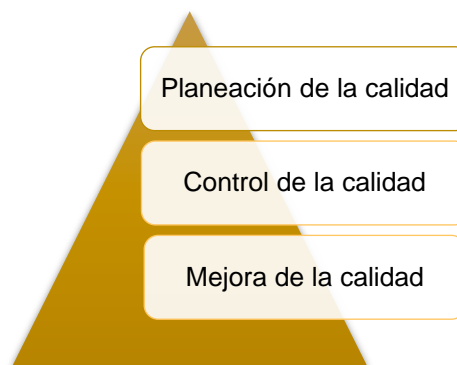 Planeación de la calidad
Control de la calidad
Mejora de la calidad